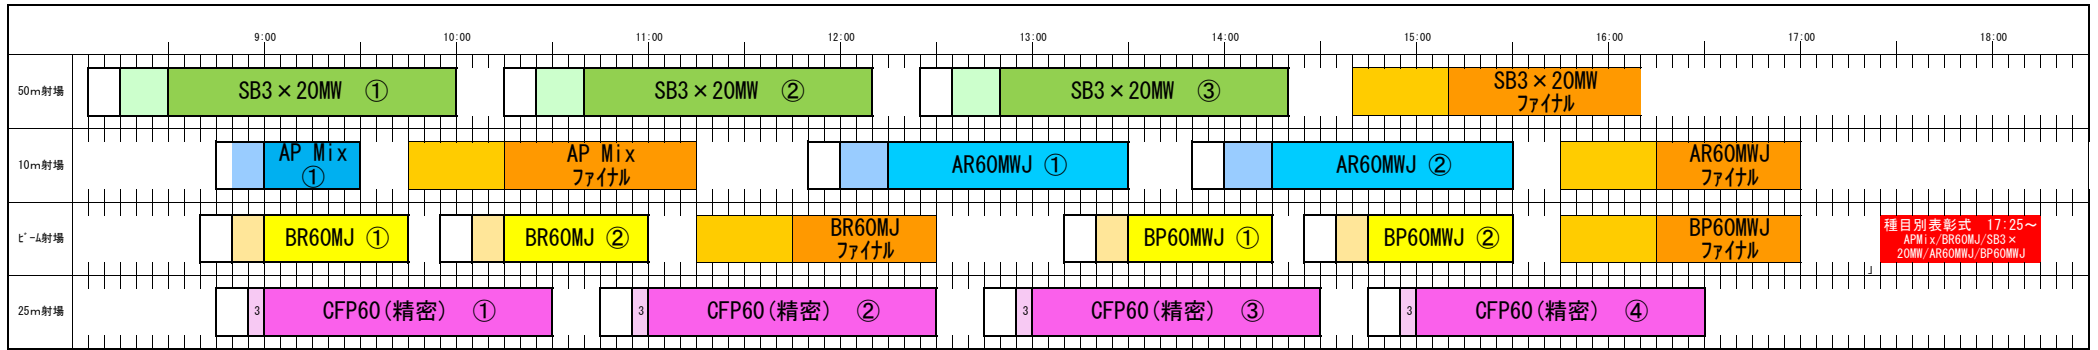 9:00 10:00 11:00 12:00 13:00 14:00 15:00 16:00 17:00 18:00
50m射場 SB3×20MW ① SB3×20MW ② SB3×20MW ③ SB3×20MW
ファイナル
10m射場 AP Mix
① AP Mix
ファイナル AR60MWJ ① AR60MWJ ② AR60MWJ
ファイナル
ビーム射場 BR60MJ ① BR60MJ ② BR60MJ
ファイナル BP60MWJ ① BP60MWJ ② BP60MWJ
ファイナル
種目別表彰式 17:25~
APMix/BR60MJ/SB3×
20MW/AR60MWJ/BP60MWJ
」
25m射場 3 CFP60(精密) ① 3 CFP60(精密) ② 3 CFP60(精密) ③ 3 CFP60(精密) ④